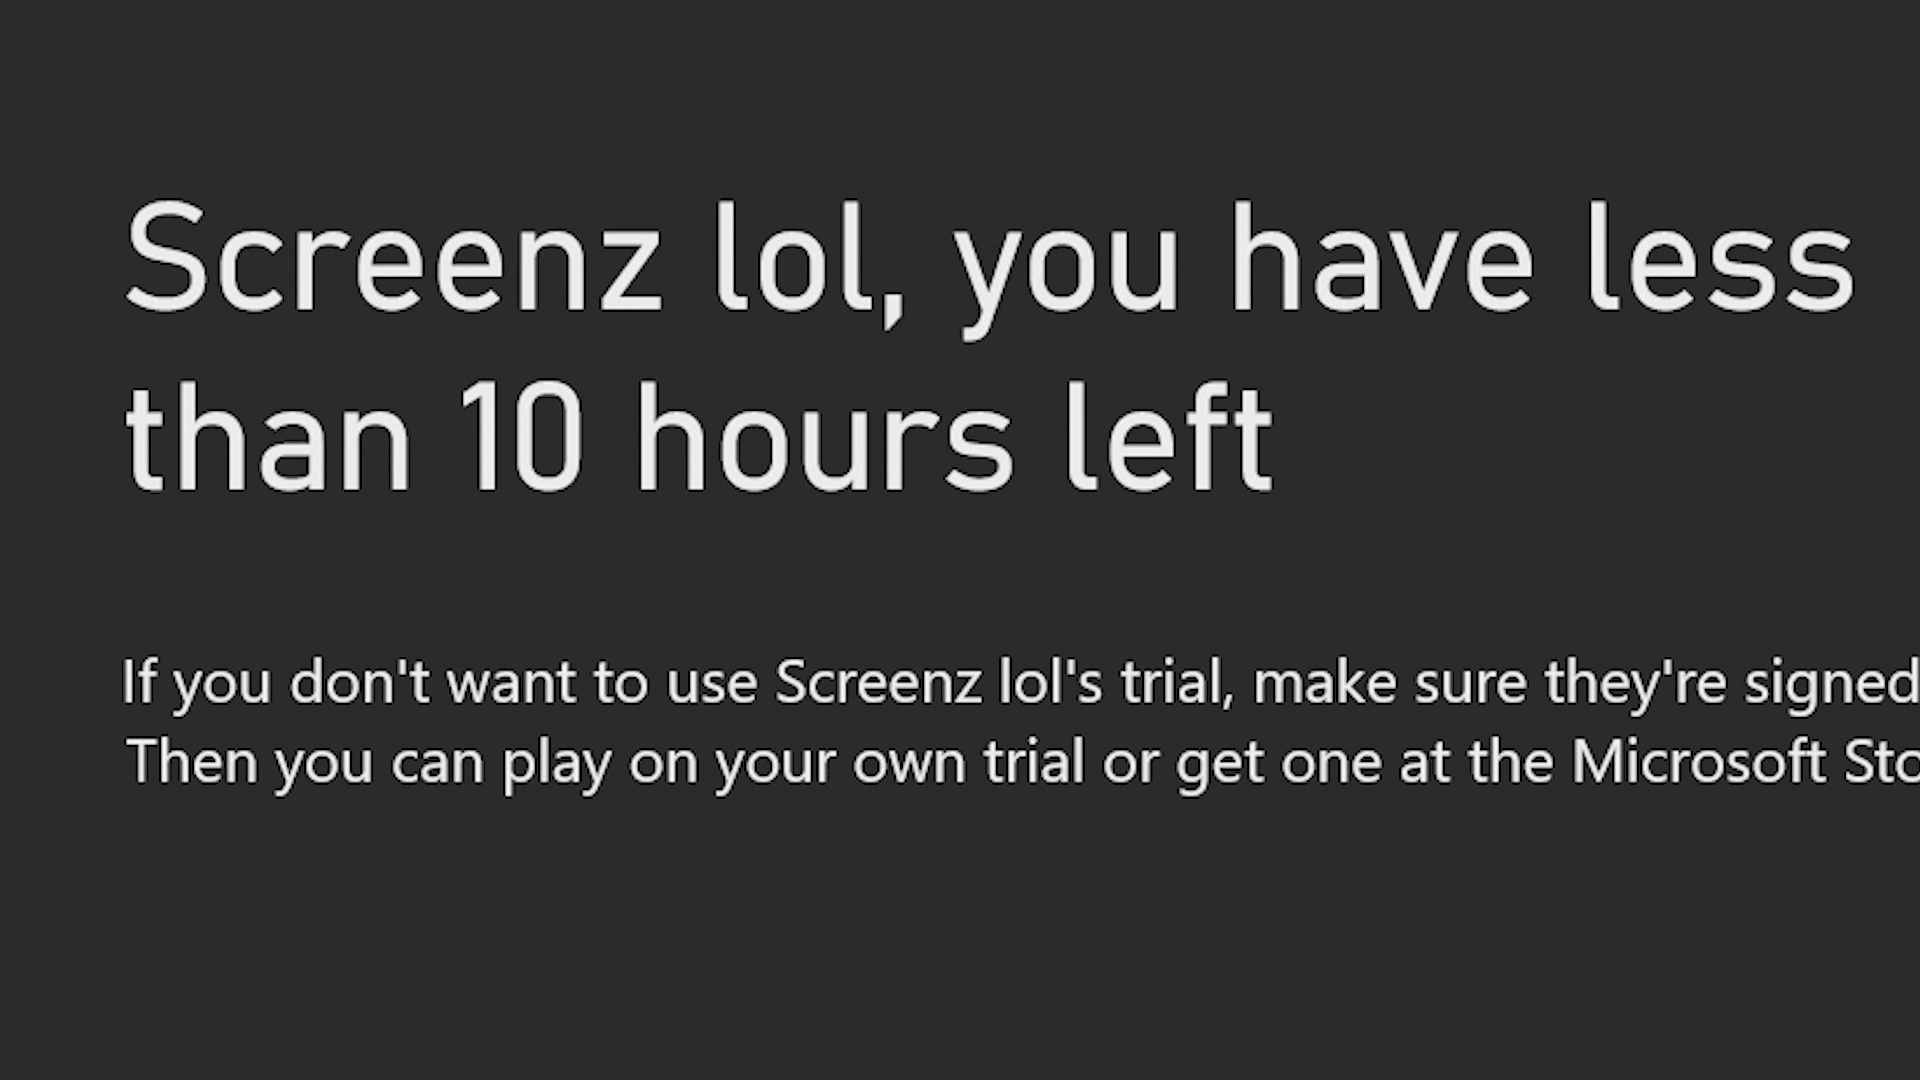 Screenz lol, you have less
than 10 hours left
If you don't want to use Screenz lol's trial, make sure they're signed
Then you can play on your own trial or get one at the Microsoft Sto